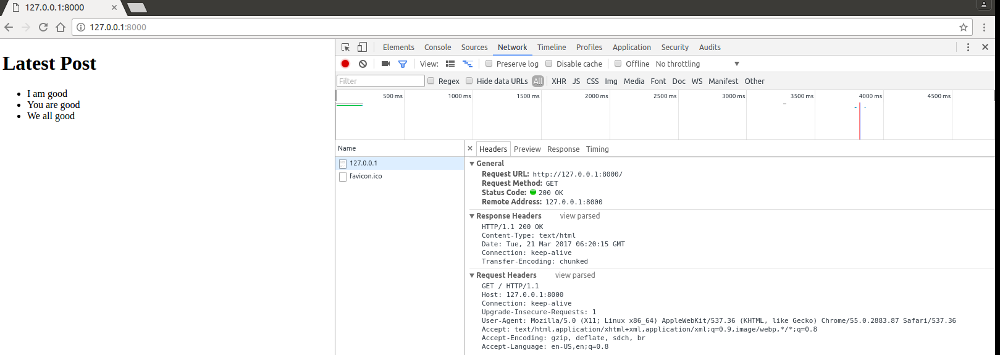 127.0.0.1:8000
127.0.0.1:8000
Latest Post
I am good
You are good
We all good
Elements Console Sources Network Timeline Profiles Application Security Audits
View: Preserve log Disable cache Offline No throttling
Filter Regex Hide data URLs All XHR JS CSS Img Media Font Doc WS Manifest Other
500 ms 1000 ms 1500 ms 2000 ms 2500 ms 3000 ms 3500 ms 4000 ms 4500 ms
Name
127.0.0.1
favicon.ico
Headers Preview Response Timing
General
Request URL: http://127.0.0.1:8000/
Request Method: GET
Status Code: 200 OK
Remote Address: 127.0.0.1:8000
Response Headers view parsed
HTTP/1.1 200 OK
Content-Type: text/html
Date: Tue, 21 Mar 2017 06:20:15 GMT
Connection: keep-alive
Transfer-Encoding: chunked
Request Headers view parsed
GET / HTTP/1.1
Host: 127.0.0.1:8000
Connection: keep-alive
Upgrade-Insecure-Requests: 1
User-Agent: Mozilla/5.0 (X11; Linux x86_64) AppleWebKit/537.36 (KHTML, like Gecko) Chrome/55.0.2883.87 Safari/537.36
Accept: text/html,application/xhtml+xml,application/xml;q=0.9,image/webp,*/*;q=0.8
Accept-Encoding: gzip, deflate, sdch, br
Accept-Language: en-US,en;q=0.8